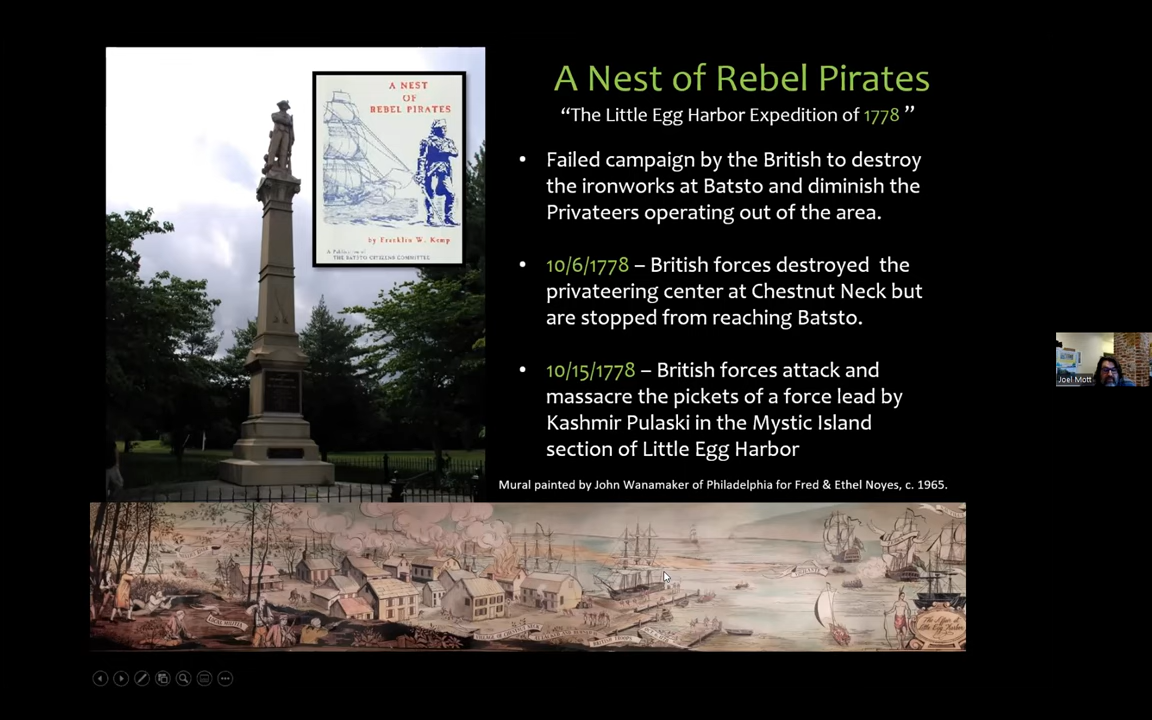 A Nest of Rebel Pirates
“The Little Egg Harbor Expedition of 1778 ”
• Failed campaign by the British to destroy
the ironworks at Batsto and diminish the
Privateers operating out of the area.
• 10/6/1778 – British forces destroyed the
privateering center at Chestnut Neck but
are stopped from reaching Batsto.
• 10/15/1778 – British forces attack and
massacre the pickets of a force lead by
Kashmir Pulaski in the Mystic Island
section of Little Egg Harbor
Mural painted by John Wanamaker of Philadelphia for Fred & Ethel Noyes, c. 1965.
A NEST
OF
REBEL PIRATES
by Franklin W. Kemp
A Publication of
THE BATSTO CITIZENS COMMITTEE
Joel Mott
LOCAL MILITIA
BRITISH TROOPS